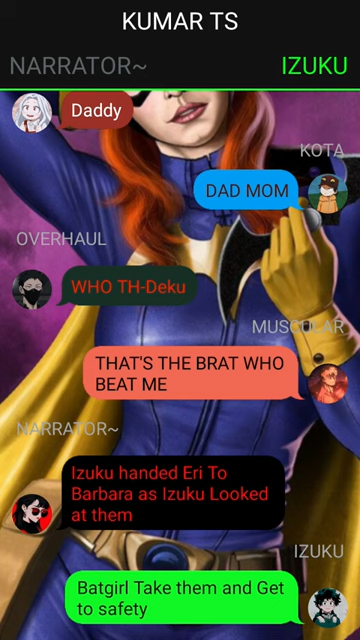 KUMAR TS
NARRATOR~ IZUKU
Daddy
KOTA
DAD MOM
OVERHAUL
WHO TH-Deku
MUSCULAR
THAT'S THE BRAT WHO
BEAT ME
NARRATOR~
Izuku handed Eri To
Barbara as Izuku Looked
at them
IZUKU
Batgirl Take them and Get
to safety